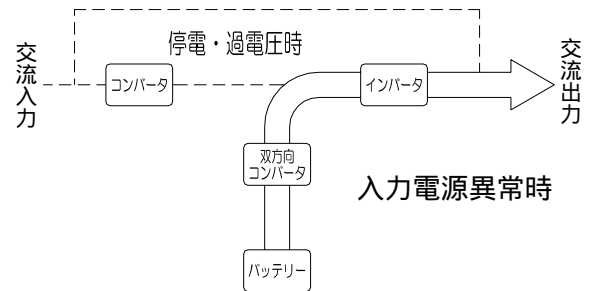 停電・過電圧時
交流入力
コンバータ
インバータ
交流出力
双方向
コンバータ
入力電源異常時
バッテリー